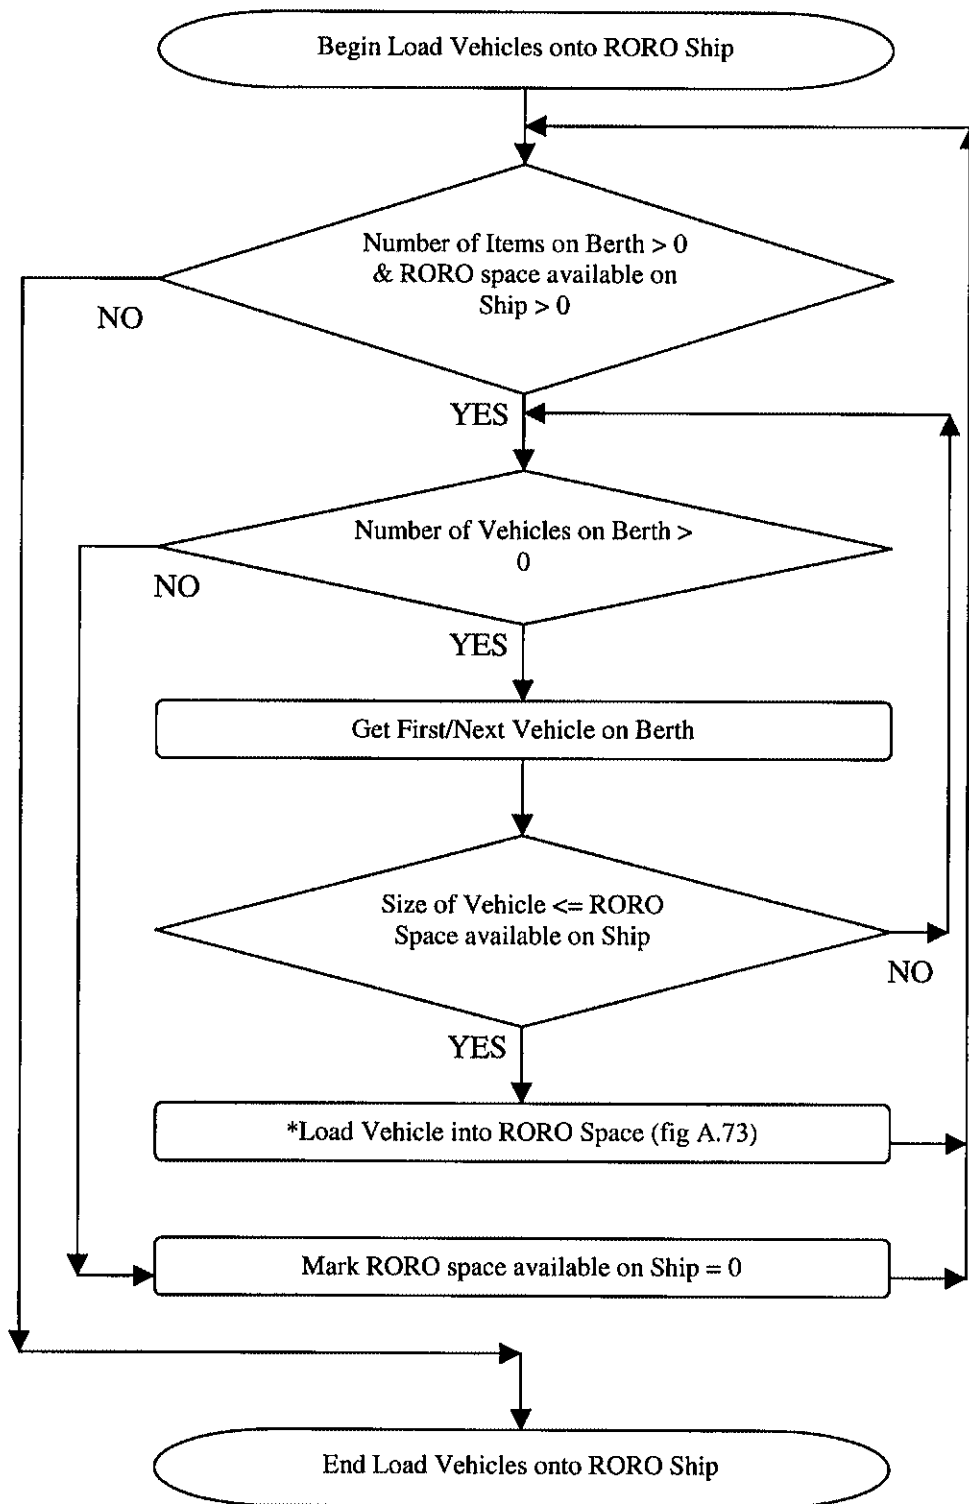 Begin Load Vehicles onto RORO Ship
Number of Items on Berth > 0
& RORO space available on
Ship > 0
NO
YES
Number of Vehicles on Berth >
0
NO
YES
Get First/Next Vehicle on Berth
Size of Vehicle <= RORO
Space available on Ship
NO
YES
*Load Vehicle into RORO Space (fig A.73)
Mark RORO space available on Ship = 0
End Load Vehicles onto RORO Ship